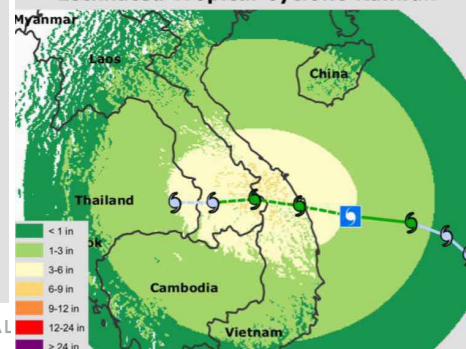 Myanmar
Laos
China
Thailand
ok
Cambodia
Vietnam
< 1 in
1-3 in
3-6 in
6-9 in
9-12 in
12-24 in
> 24 in